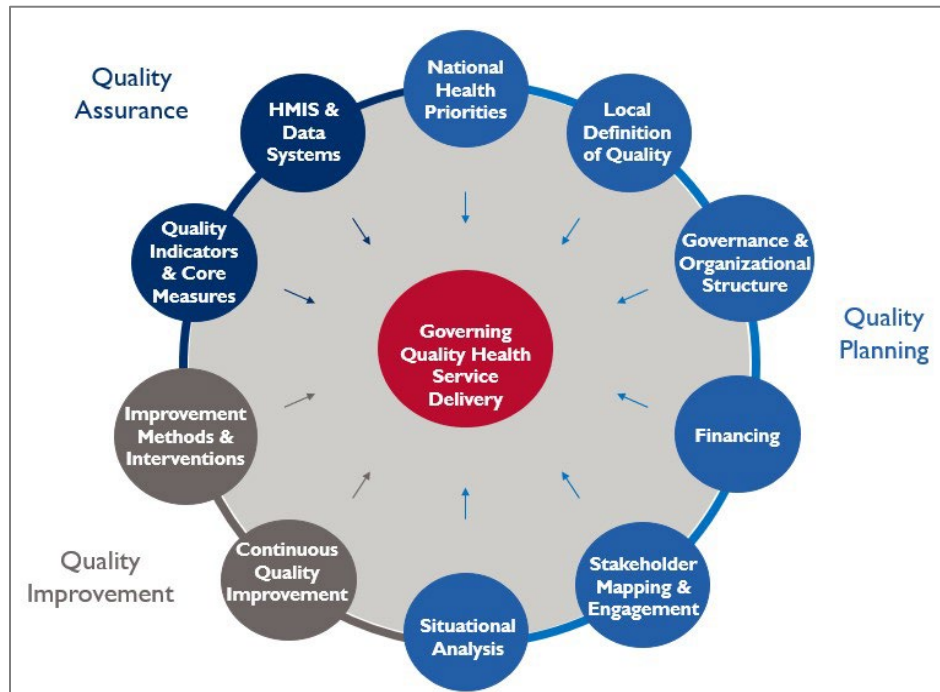 Quality
Assurance
HMIS &
Data
Systems
National
Health
Priorities
Local
Definition
of Quality
Quality
Indicators
& Core
Measures
Governance &
Organizational
Structure
Governing
Quality Health
Service
Delivery
Quality
Planning
Improvement
Methods &
Interventions
Financing
Quality
Improvement
Continuous
Quality
Improvement
Situational
Analysis
Stakeholder
Mapping &
Engagement